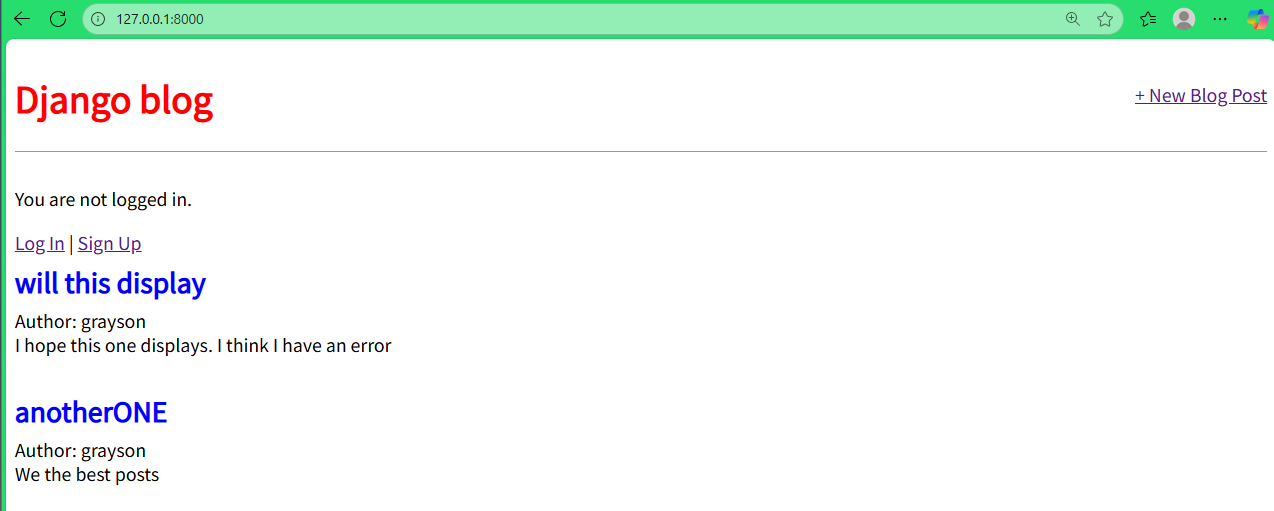 127.0.0.1:8000
Django blog
+ New Blog Post
You are not logged in.
Log In | Sign Up
will this display
Author: grayson
I hope this one displays. I think I have an error
anotherONE
Author: grayson
We the best posts